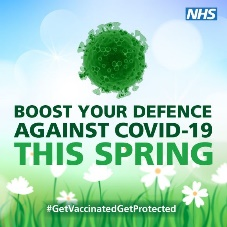 NHS
BOOST YOUR DEFENCE
AGAINST COVID-19
THIS SPRING
#GetVaccinatedGetProtected